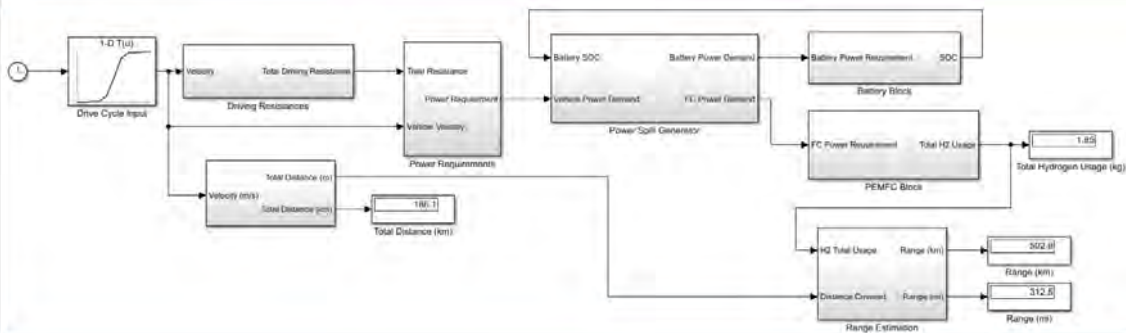 1-D T(u)
Drive Cycle Input
Velocity
Total Driving Resistance
Driving Resistances
Total Resistance
Power Requirement
Vehicle Velocity
Power Requirements
Battery SOC
Battery Power Demand
Vehicle Power Demand
FC Power Demand
Power Split Generator
Battery Power Requirement
SOC
Battery Block
FC Power Requirement
Total H2 Usage
PEMFC Block
1.85
Total Hydrogen Usage (kg)
Velocity (m/s)
Total Distance (m)
Total Distance (km)
186.1
Total Distance (km)
H2 Total Usage
Range (km)
Distance Covered
Range (mi)
Range Estimation
502.8
Range (km)
312.5
Range (mi)